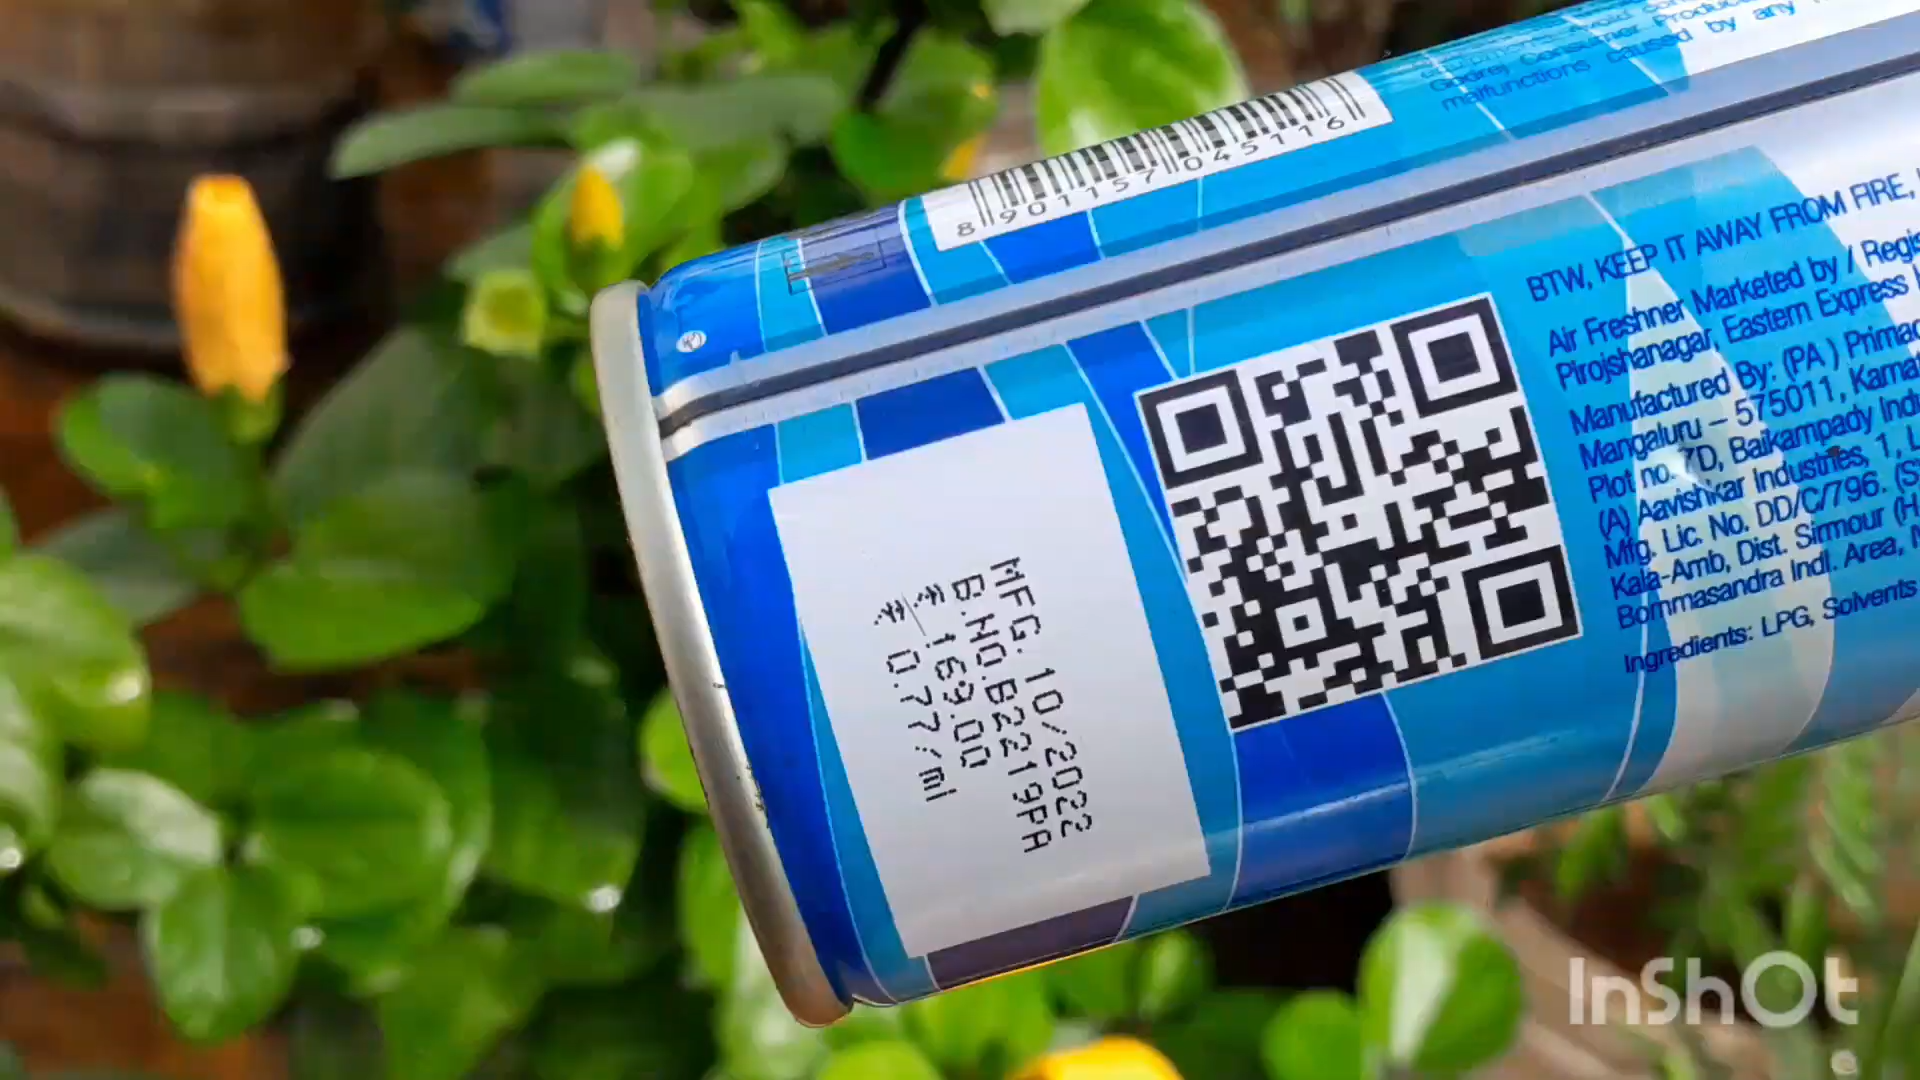 Godrej Consumer Produc
malfunctions caused by any
8 901157 045116
BTW, KEEP IT AWAY FROM FIRE,
Air Freshner Marketed by / Regis
Pirojshanagar, Eastern Express
Manufactured By: (PA ) Primac
Mangaluru – 575011, Karna
Plot no. 7D, Baikampady Indu
(A) Aavishkar Industries, 1, L
Mfg. Lic. No. DD/C/796. (S
Kala-Amb, Dist. Sirmour (H
Bommasandra Indl. Area, N
Ingredients: LPG, Solvents
MFG. 10/2022
B.NO.B2219PA
₹. 169.00
₹. 0.77/ml
InShOt